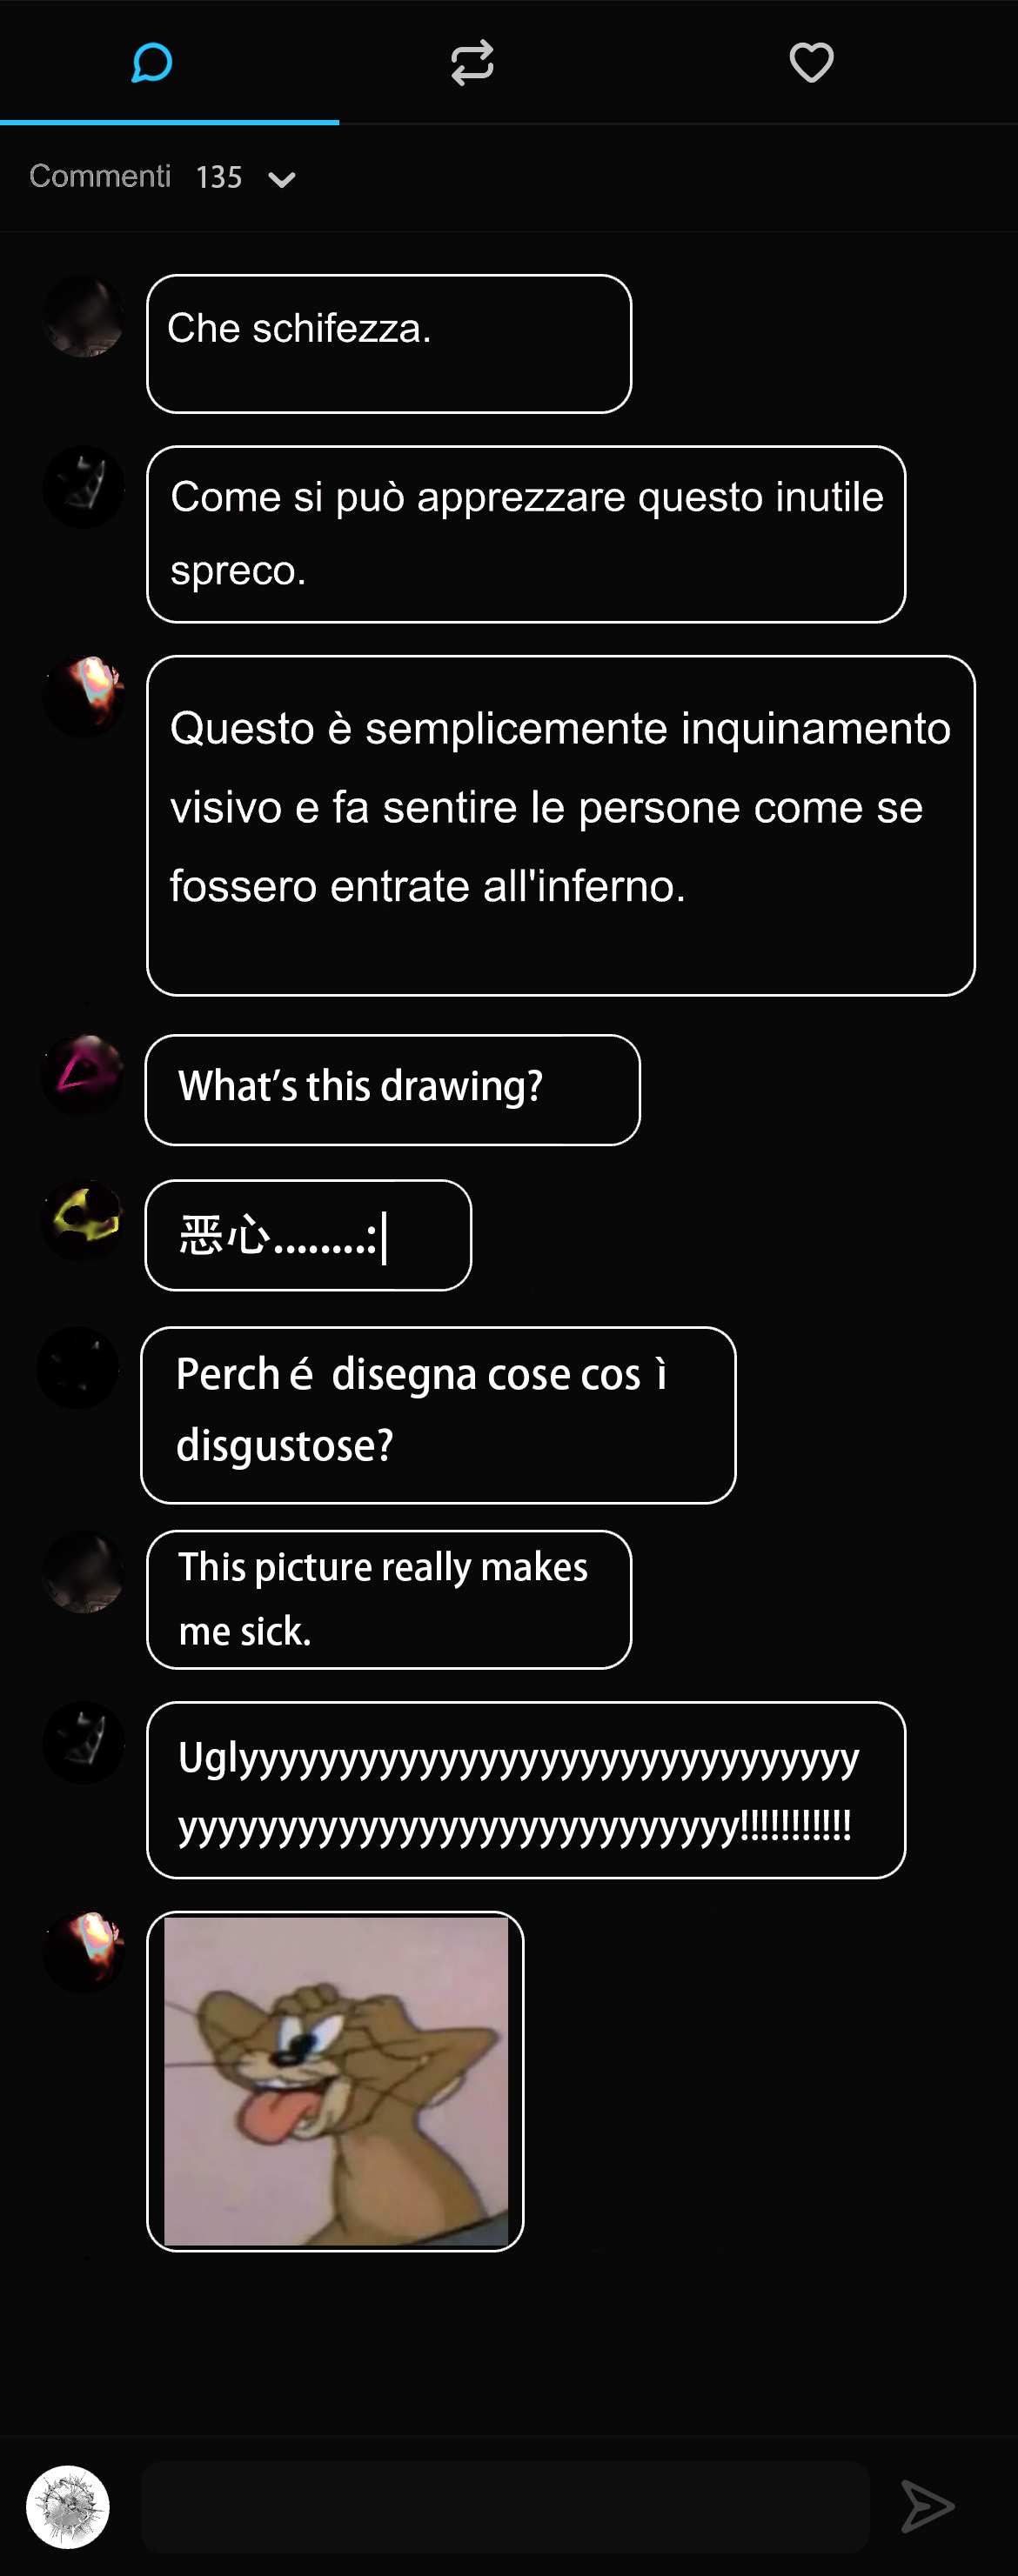 Commenti 135
Che schifezza.
Come si può apprezzare questo inutile
spreco.
Questo è semplicemente inquinamento
visivo e fa sentire le persone come se
fossero entrate all'inferno.
What's this drawing?
恶心........:|
Perch é disegna cose cos ì
disgustose?
This picture really makes
me sick.
Uglyyyyyyyyyyyyyyyyyyyyyyyyyyyyyyy
yyyyyyyyyyyyyyyyyyyyyyyyyyyy!!!!!!!!!!!